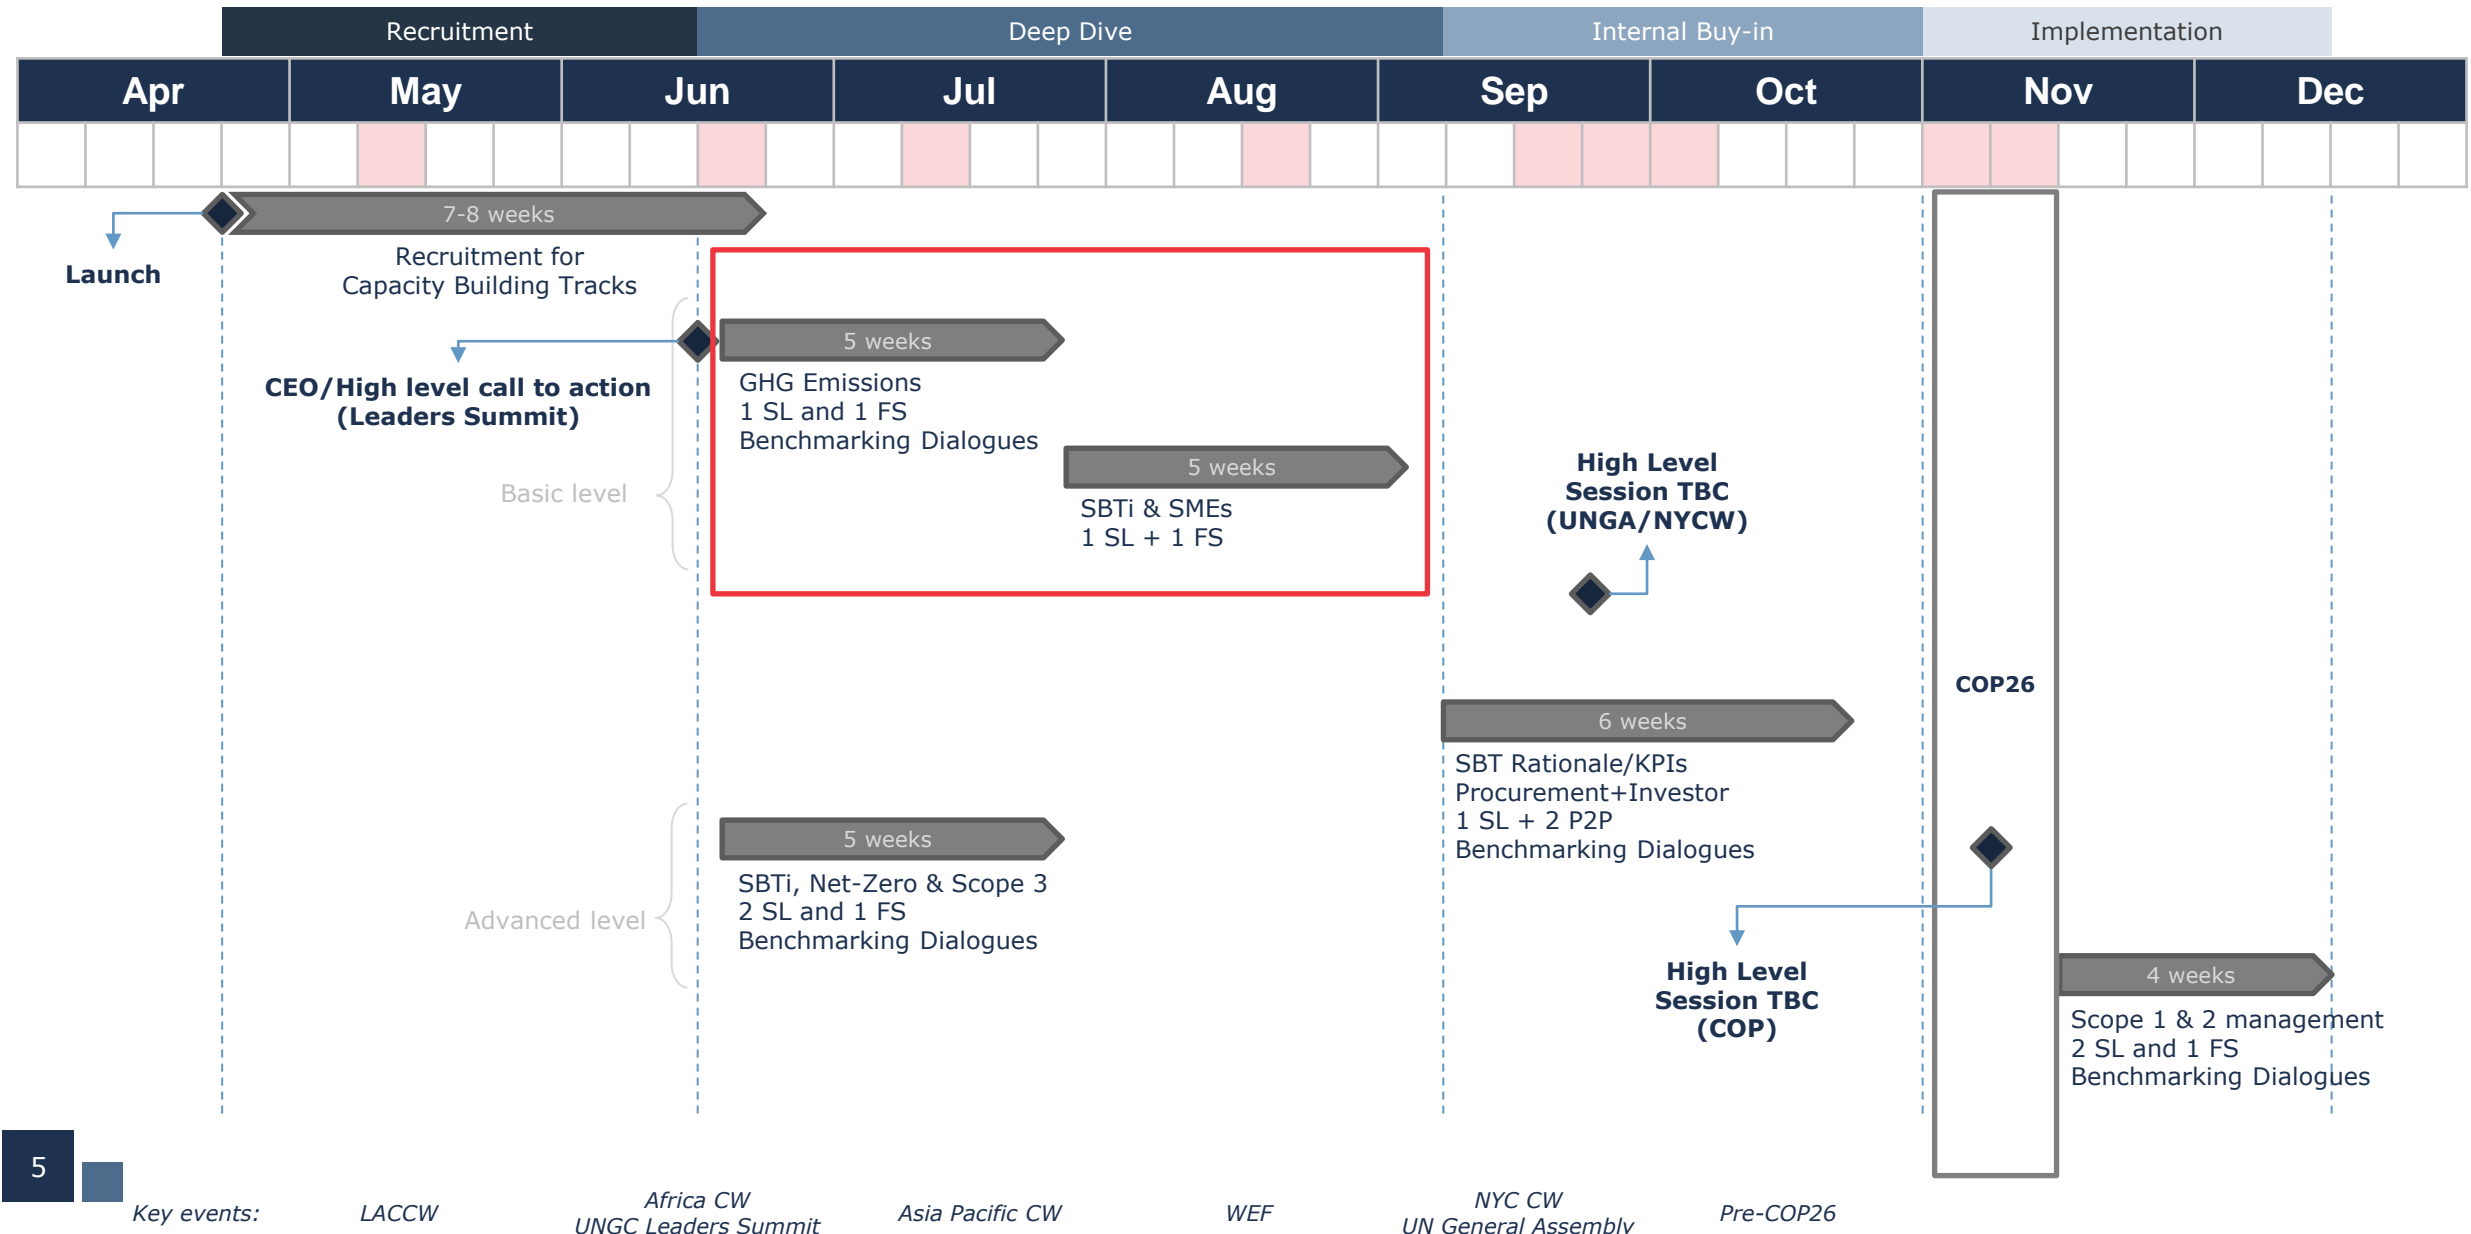 Recruitment
Deep Dive
Internal Buy-in
Implementation
Apr
May
Jun
Jul
Aug
Sep
Oct
Nov
Dec
7-8 weeks
Launch
Recruitment for
Capacity Building Tracks
5 weeks
CEO/High level call to action
(Leaders Summit)
GHG Emissions
1 SL and 1 FS
Benchmarking Dialogues
Basic level
5 weeks
SBTi & SMEs
1 SL + 1 FS
High Level
Session TBC
(UNGA/NYCW)
COP26
6 weeks
SBT Rationale/KPIs
Procurement+Investor
1 SL + 2 P2P
Benchmarking Dialogues
5 weeks
Advanced level
SBTi, Net-Zero & Scope 3
2 SL and 1 FS
Benchmarking Dialogues
High Level
Session TBC
(COP)
4 weeks
Scope 1 & 2 management
2 SL and 1 FS
Benchmarking Dialogues
5
Key events:
LACCW
Africa CW
UNGC Leaders Summit
Asia Pacific CW
WEF
NYC CW
UN General Assembly
Pre-COP26